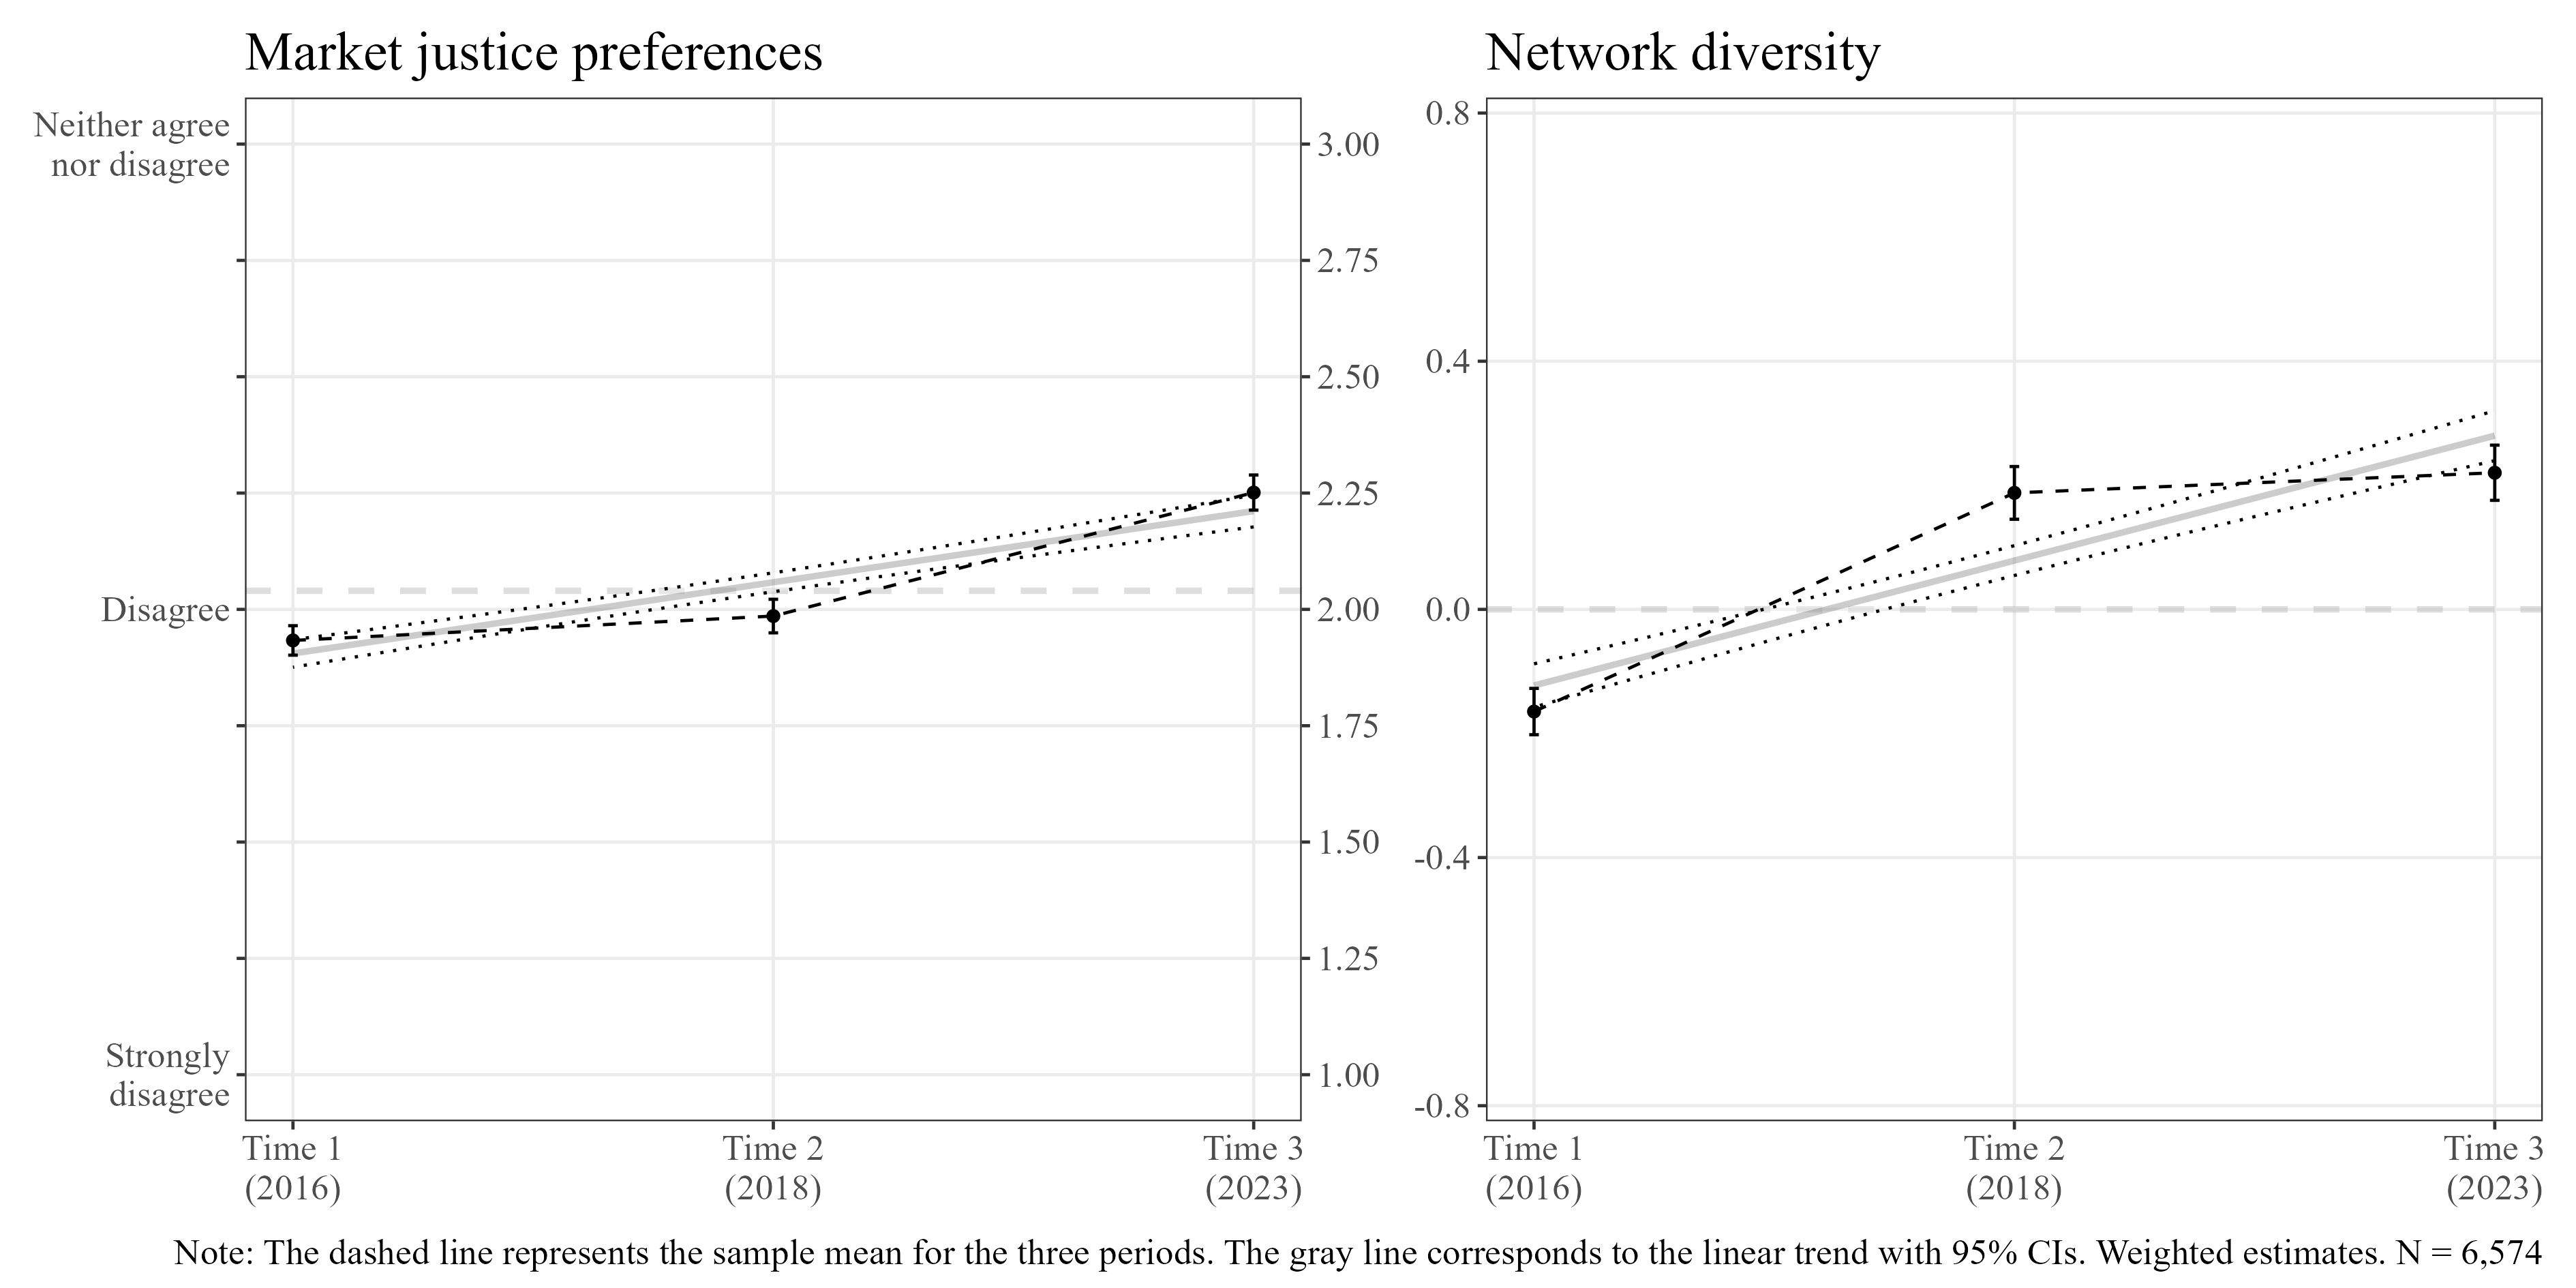 Market justice preferences
Neither agree
nor disagree
Disagree
Strongly
disagree
3.00
2.75
2.50
2.25
2.00
1.75
1.50
1.25
1.00
Time 1
(2016)
Time 2
(2018)
Time 3
(2023)
Network diversity
0.8
0.4
0.0
-0.4
-0.8
Time 1
(2016)
Time 2
(2018)
Time 3
(2023)
Note: The dashed line represents the sample mean for the three periods. The gray line corresponds to the linear trend with 95% CIs. Weighted estimates. N = 6,574